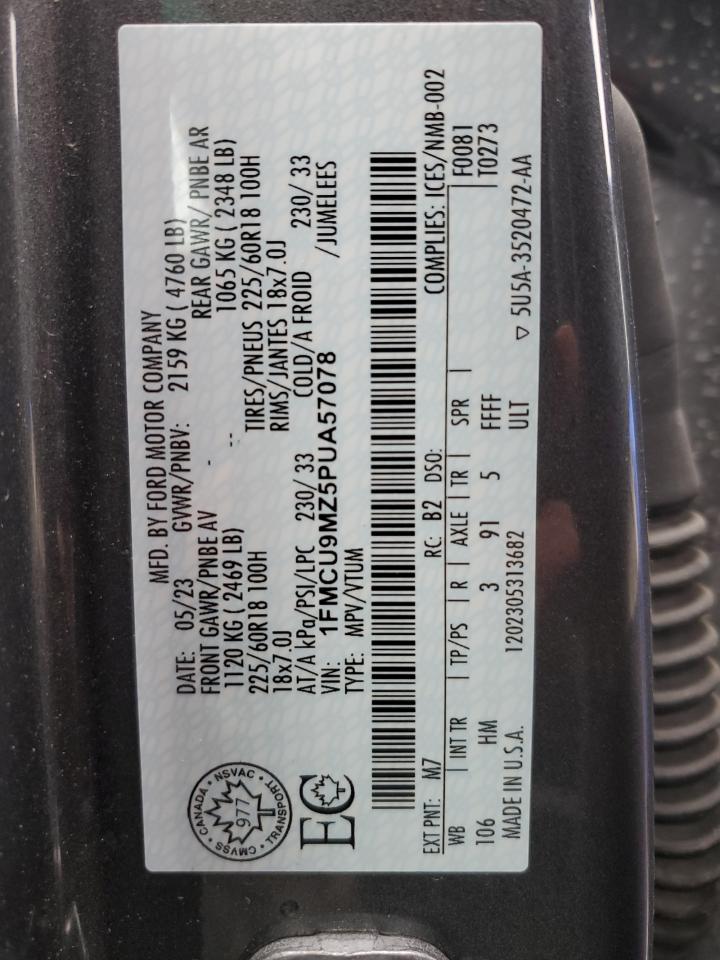 MFD. BY FORD MOTOR COMPANY
DATE: 05/23 GVWR/PNBV: 2159 KG ( 4760 LB)
FRONT GAWR/PNBE AV REAR GAWR/ PNBE AR
1120 KG ( 2469 LB) 1065 KG ( 2348 LB)
225/60R18 100H TIRES/PNEUS 225/60R18 100H
18x7.0J RIMS/JANTES 18x7.0J
AT/A kPa/PSI/LPC 230/ 33 COLD/A FROID 230/ 33
VIN: 1FMCU9MZ5PUA57078 /JUMELEES
TYPE: MPV/VTUM
CMVSS · CANADA · NSVAC · TRANSPORT
977
EC
EXT PNT: M7 RC: B2 DSO: COMPLIES: ICES/NMB-002
WB | INT TR | TP/PS | R | AXLE | TR | SPR | F0081
106 HM 3 91 5 FFFF T0273
MADE IN U.S.A. 120230531368​2 ULT ▽ 5U5A-3520472-AA